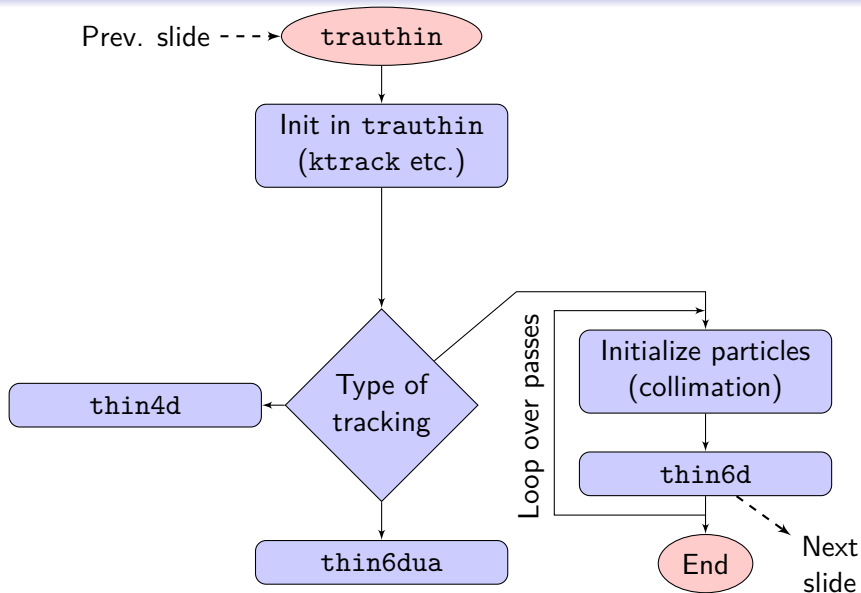 Prev. slide
trauthin
Init in trauthin
(ktrack etc.)
Type of
tracking
thin4d
thin6dua
Loop over passes
Initialize particles
(collimation)
thin6d
End
Next
slide